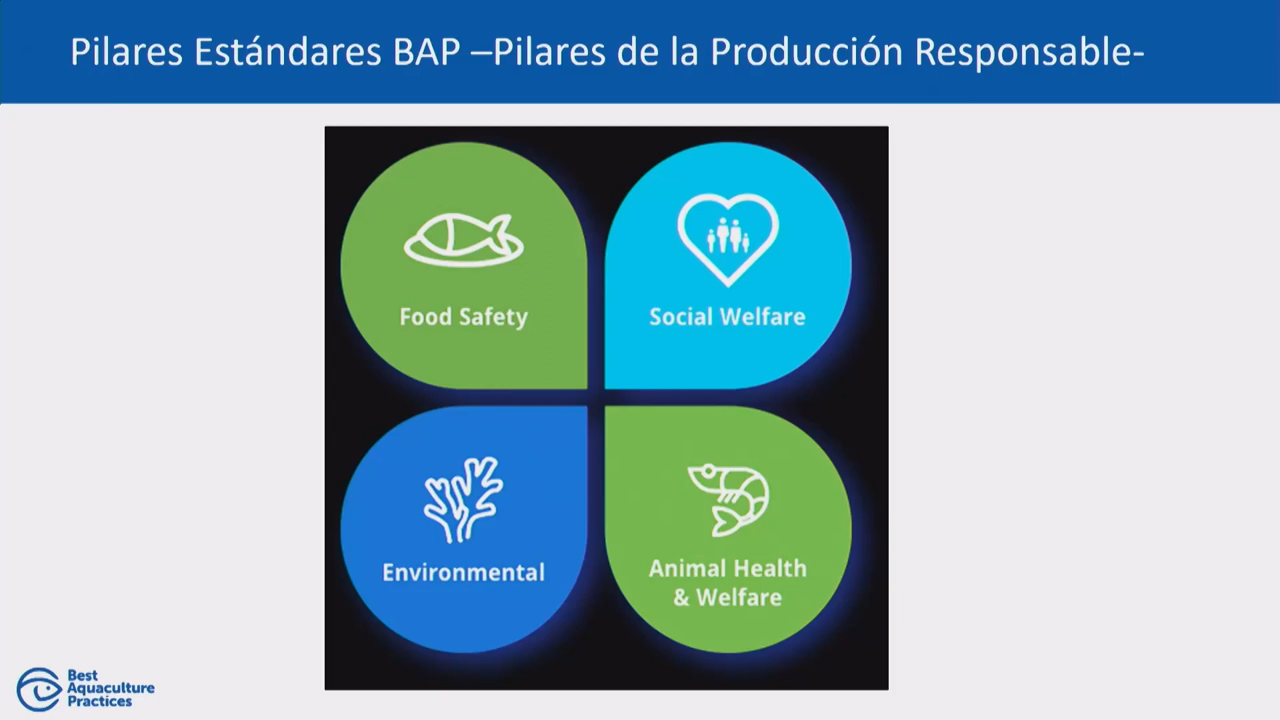 Pilares Estándares BAP –Pilares de la Producción Responsable-
Food Safety
Social Welfare
Environmental
Animal Health
& Welfare
Best
Aquaculture
Practices